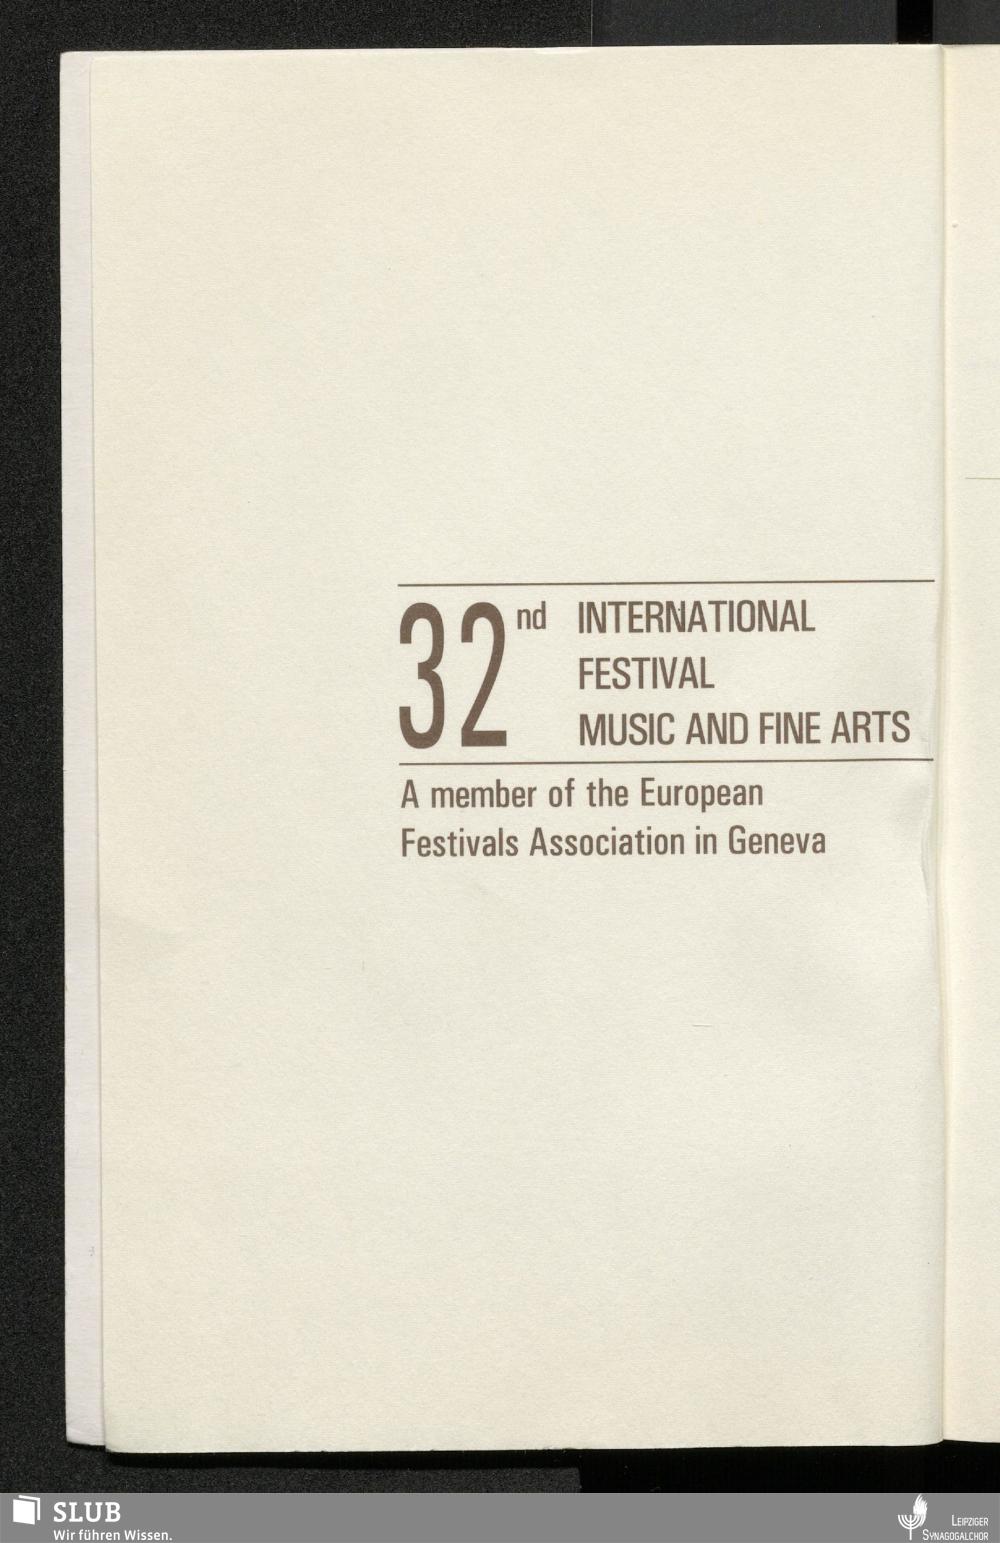 32nd INTERNATIONAL
FESTIVAL
MUSIC AND FINE ARTS
A member of the European
Festivals Association in Geneva
SLUB
Wir führen Wissen.
LEIPZIGER
SYNAGOGALCHOR